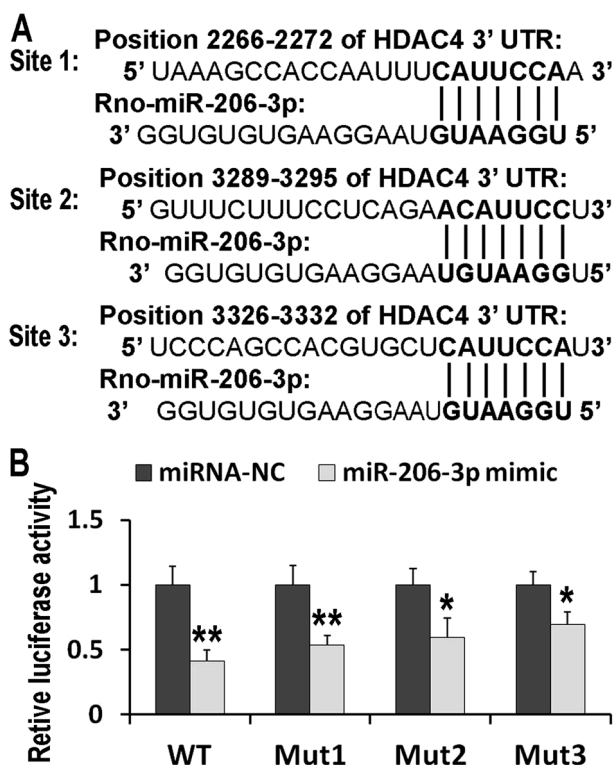 A
Position 2266-2272 of HDAC4 3’ UTR:
Site 1:
5’ UAAAGCCACCAAUUUCAUUCCAA 3’
Rno-miR-206-3p:
3’ GGUGUGUGAAGGAAUGUAAGGU 5’
Position 3289-3295 of HDAC4 3’ UTR:
Site 2:
5’ GUUUCUUUCCUCAGAACAUUCCU3’
Rno-miR-206-3p:
3’ GGUGUGUGAAGGAAUGUAAGGU5’
Position 3326-3332 of HDAC4 3’ UTR:
Site 3:
5’ UCCCAGCCACGUGCUCAUUCCAU3’
Rno-miR-206-3p:
3’ GGUGUGUGAAGGAAUGUAAGGU 5’
B
miRNA-NC miR-206-3p mimic
Retive luciferase activity
1.5
1
0.5
0
** ** * *
WT Mut1 Mut2 Mut3